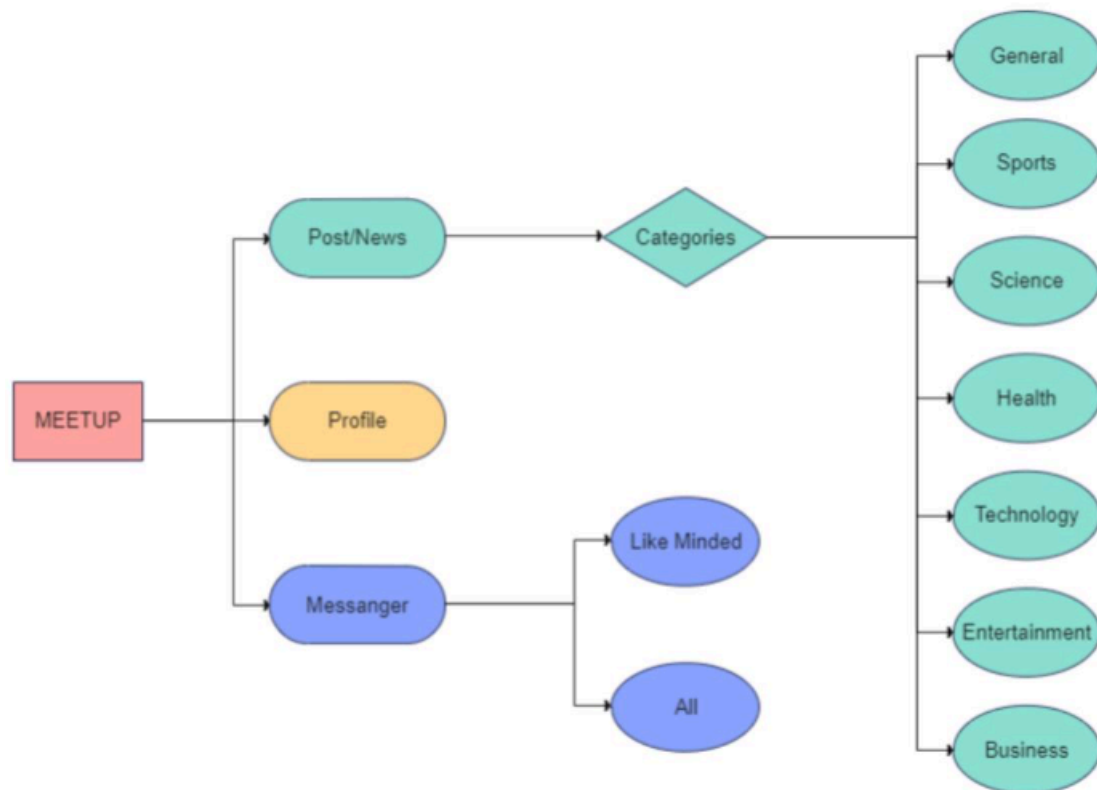 General
Sports
Post/News
Categories
Science
MEETUP
Profile
Health
Technology
Like Minded
Messanger
Entertainment
All
Business